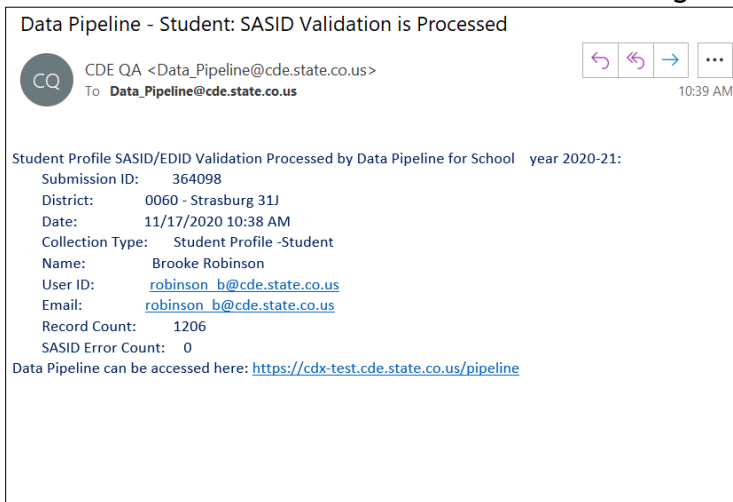 Data Pipeline - Student: SASID Validation is Processed
CQ
CDE QA <Data_Pipeline@cde.state.co.us>
To Data_Pipeline@cde.state.co.us
10:39 AM
Student Profile SASID/EDID Validation Processed by Data Pipeline for School year 2020-21:
Submission ID: 364098
District: 0060 - Strasburg 31J
Date: 11/17/2020 10:38 AM
Collection Type: Student Profile -Student
Name: Brooke Robinson
User ID: robinson_b@cde.state.co.us
Email: robinson_b@cde.state.co.us
Record Count: 1206
SASID Error Count: 0
Data Pipeline can be accessed here: https://cdx-test.cde.state.co.us/pipeline